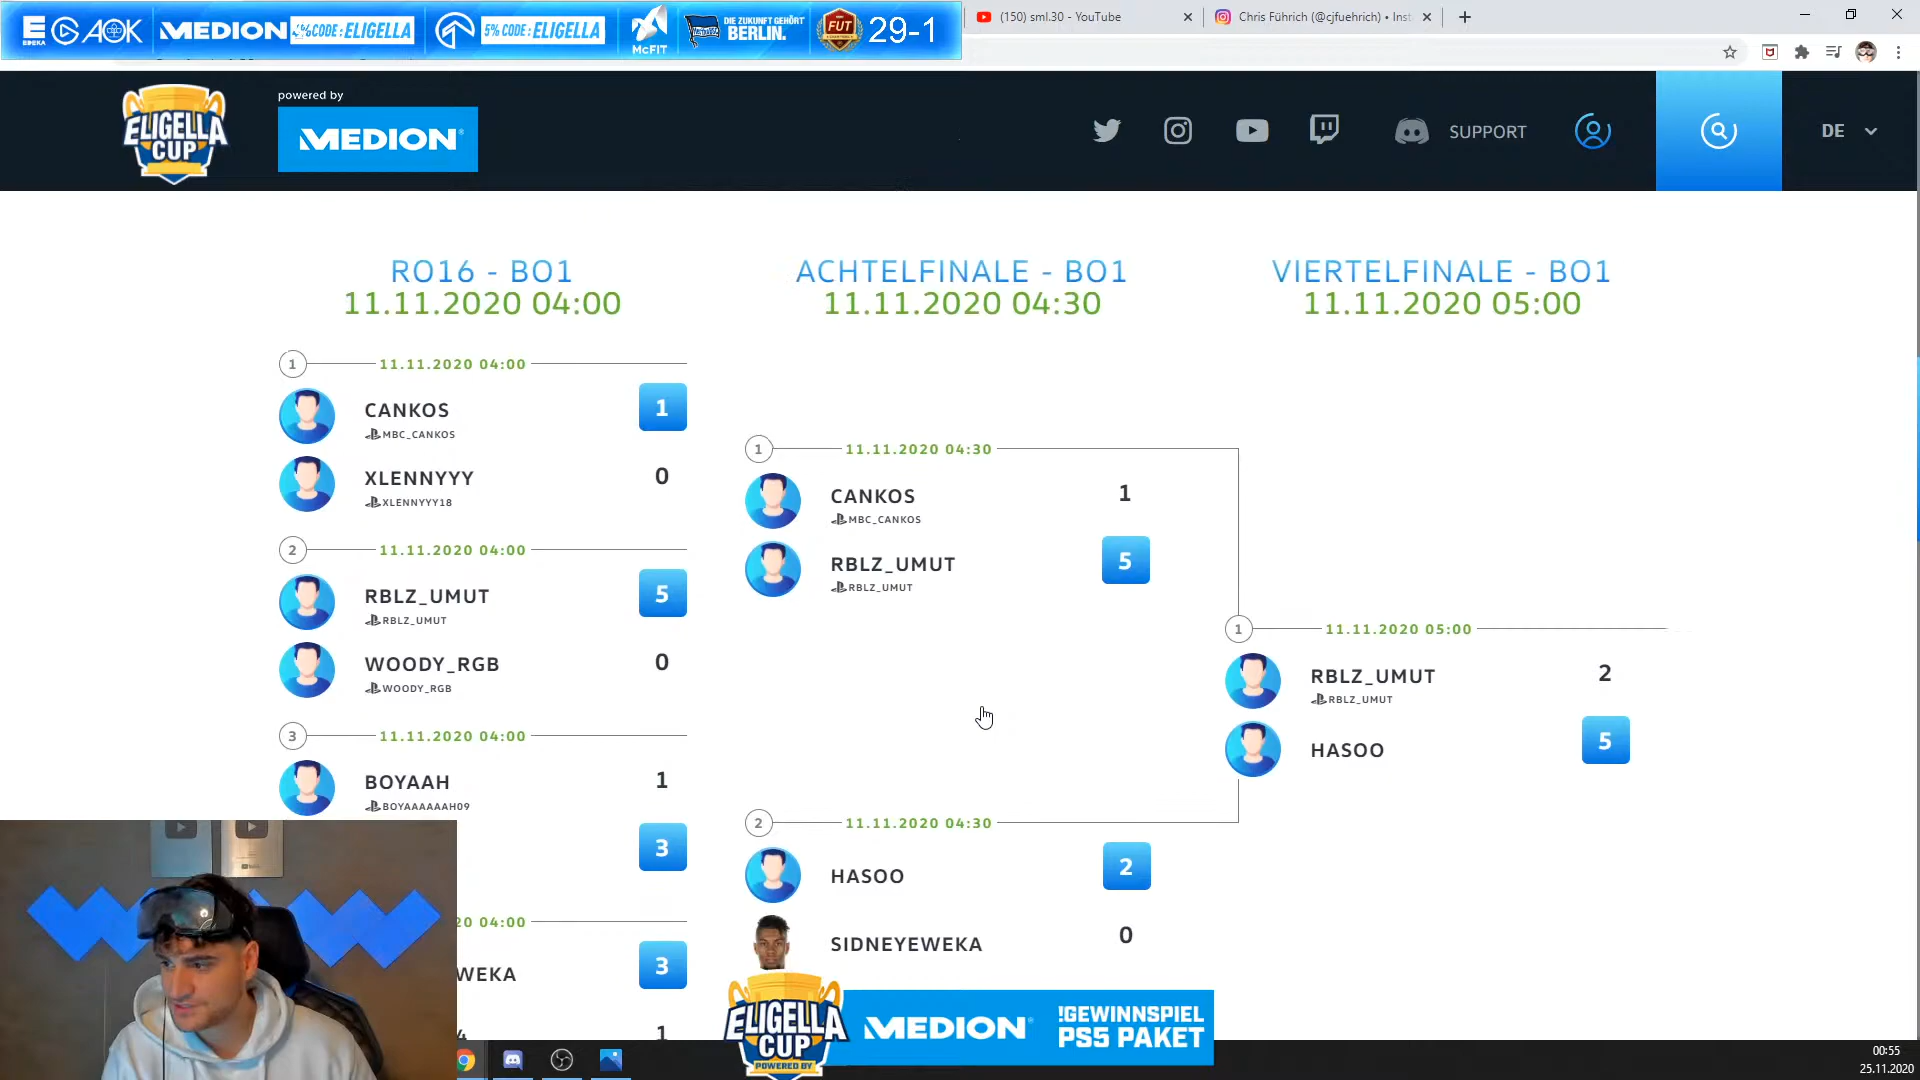 EDEKA
AOK
MEDION
CODE : ELIGELLA
5% CODE : ELIGELLA
McFIT
DIE ZUKUNFT GEHÖRT
BERLIN.
FUT
29-1
(150) sml.30 - YouTube
Chris Führich (@cjfuehrich) • Inst
ELIGELLA
CUP
powered by
MEDION
SUPPORT
DE
RO16 - BO1
11.11.2020 04:00
ACHTELFINALE - BO1
11.11.2020 04:30
VIERTELFINALE - BO1
11.11.2020 05:00
1
11.11.2020 04:00
CANKOS
1
MBC_CANKOS
XLENNYYY
0
XLENNYYY18
2
11.11.2020 04:00
RBLZ_UMUT
5
RBLZ_UMUT
WOODY_RGB
0
WOODY_RGB
3
11.11.2020 04:00
BOYAAH
1
BOYAAAAAAH09
3
20 04:00
WEKA
3
1
1
11.11.2020 04:30
CANKOS
1
MBC_CANKOS
RBLZ_UMUT
5
RBLZ_UMUT
2
11.11.2020 04:30
HASOO
2
SIDNEYEWEKA
0
1
11.11.2020 05:00
RBLZ_UMUT
2
RBLZ_UMUT
HASOO
5
ELIGELLA
CUP
POWERED BY
MEDION
!GEWINNSPIEL
PS5 PAKET
00:55
25.11.2020